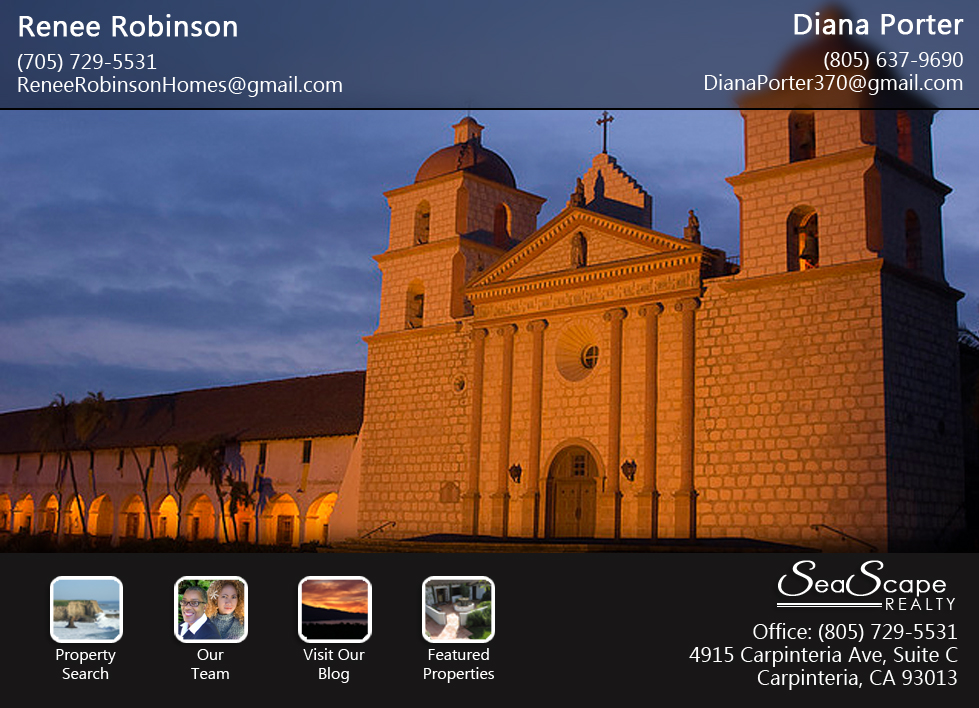 Renee Robinson
(705) 729-5531
ReneeRobinsonHomes@gmail.com
Diana Porter
(805) 637-9690
DianaPorter370@gmail.com
Property
Search
Our
Team
Visit Our
Blog
Featured
Properties
SeaScape
REALTY
Office: (805) 729-5531
4915 Carpinteria Ave, Suite C
Carpinteria, CA 93013